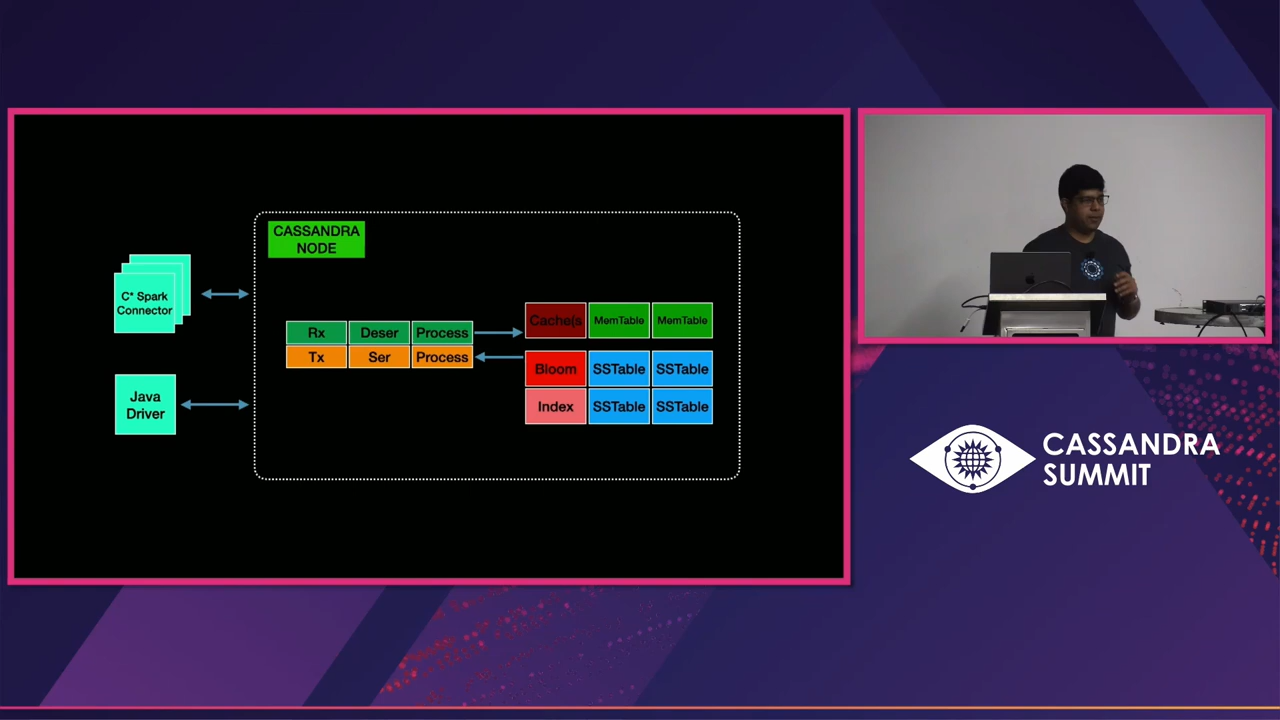 CASSANDRA
NODE
C* Spark
Connector
Java
Driver
Rx
Deser
Process
Tx
Ser
Process
Cache(s
MemTable
MemTable
Bloom
SSTable
SSTable
Index
SSTable
SSTable
CASSANDRA
SUMMIT